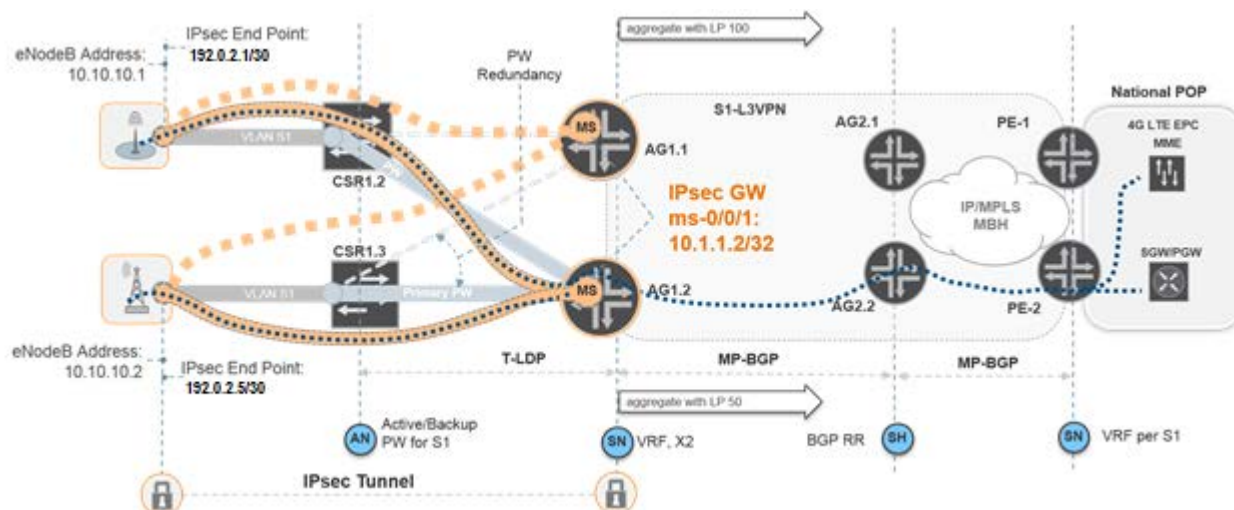 aggregate with LP 100
IPsec End Point:
192.0.2.1/30
eNodeB Address:
10.10.10.1
PW
Redundancy
S1-L3VPN
National POP
4G LTE EPC
MME
VLAN S1
MS
AG1.1
AG2.1
PE-1
CSR1.2
IPsec GW
ms-0/0/1:
10.1.1.2/32
IP/MPLS
MBH
CSR1.3
SGW/PGW
VLAN S1
Primary PW
MS
AG1.2
AG2.2
PE-2
eNodeB Address:
10.10.10.2
IPsec End Point:
192.0.2.5/30
T-LDP
MP-BGP
MP-BGP
aggregate with LP 50
AN
Active/Backup
PW for S1
SN
VRF, X2
BGP RR
SH
SN
VRF per S1
IPsec Tunnel